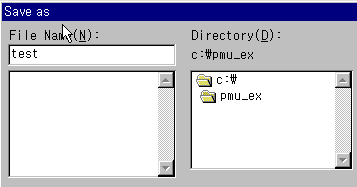 Save as
File Name(N):
test
Directory(D):
c:₩pmu_ex
c:₩
pmu_ex